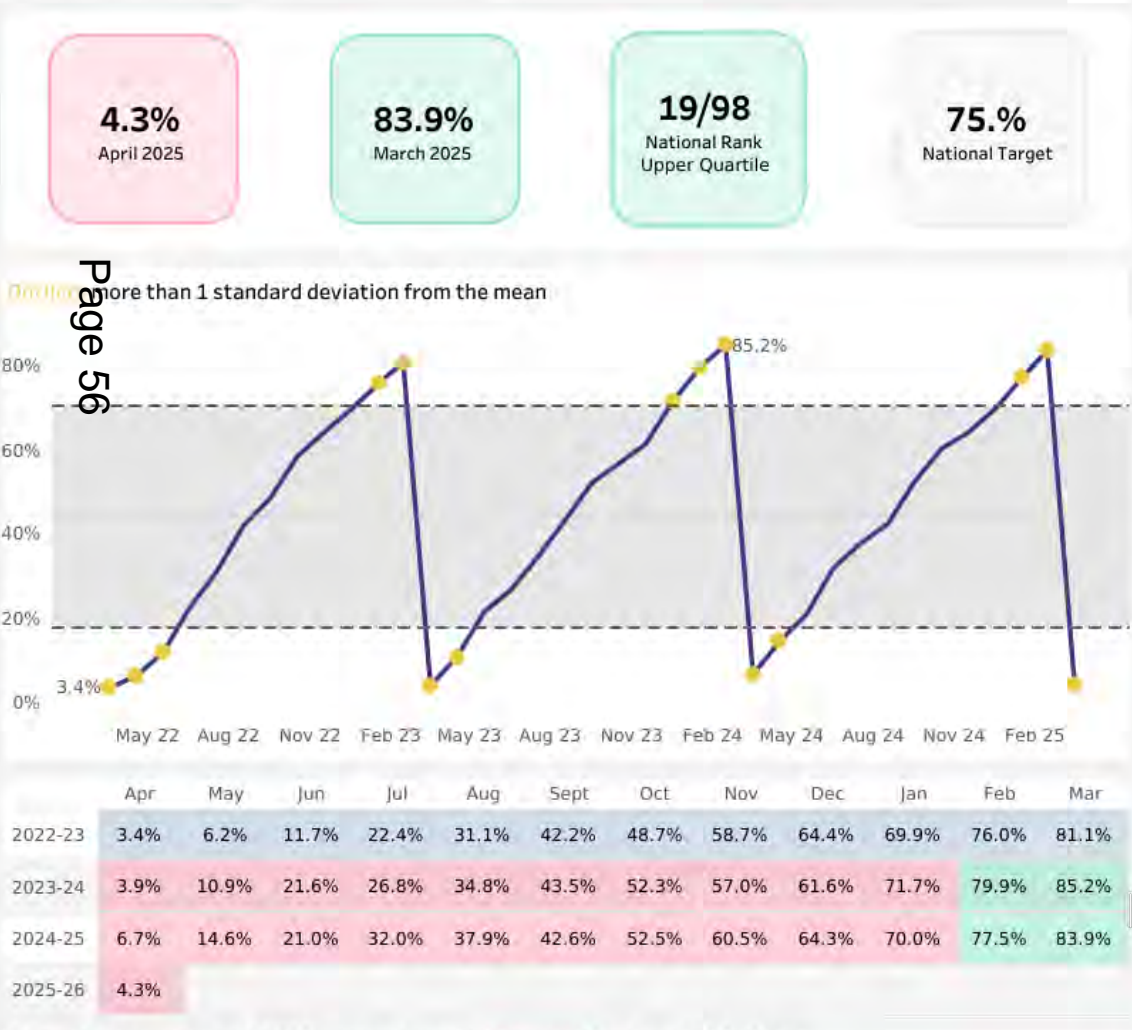 4.3%
April 2025
83.9%
March 2025
19/98
National Rank
Upper Quartile
75.%
National Target
Page 56
more than 1 standard deviation from the mean
85.2%
80%
60%
40%
20%
3.4%
0%
May 22 Aug 22 Nov 22 Feb 23 May 23 Aug 23 Nov 23 Feb 24 May 24 Aug 24 Nov 24 Feb 25
Apr May Jun Jul Aug Sept Oct Nov Dec Jan Feb Mar
2022-23 3.4% 6.2% 11.7% 22.4% 31.1% 42.2% 48.7% 58.7% 64.4% 69.9% 76.0% 81.1%
2023-24 3.9% 10.9% 21.6% 26.8% 34.8% 43.5% 52.3% 57.0% 61.6% 71.7% 79.9% 85.2%
2024-25 6.7% 14.6% 21.0% 32.0% 37.9% 42.6% 52.5% 60.5% 64.3% 70.0% 77.5% 83.9%
2025-26 4.3%